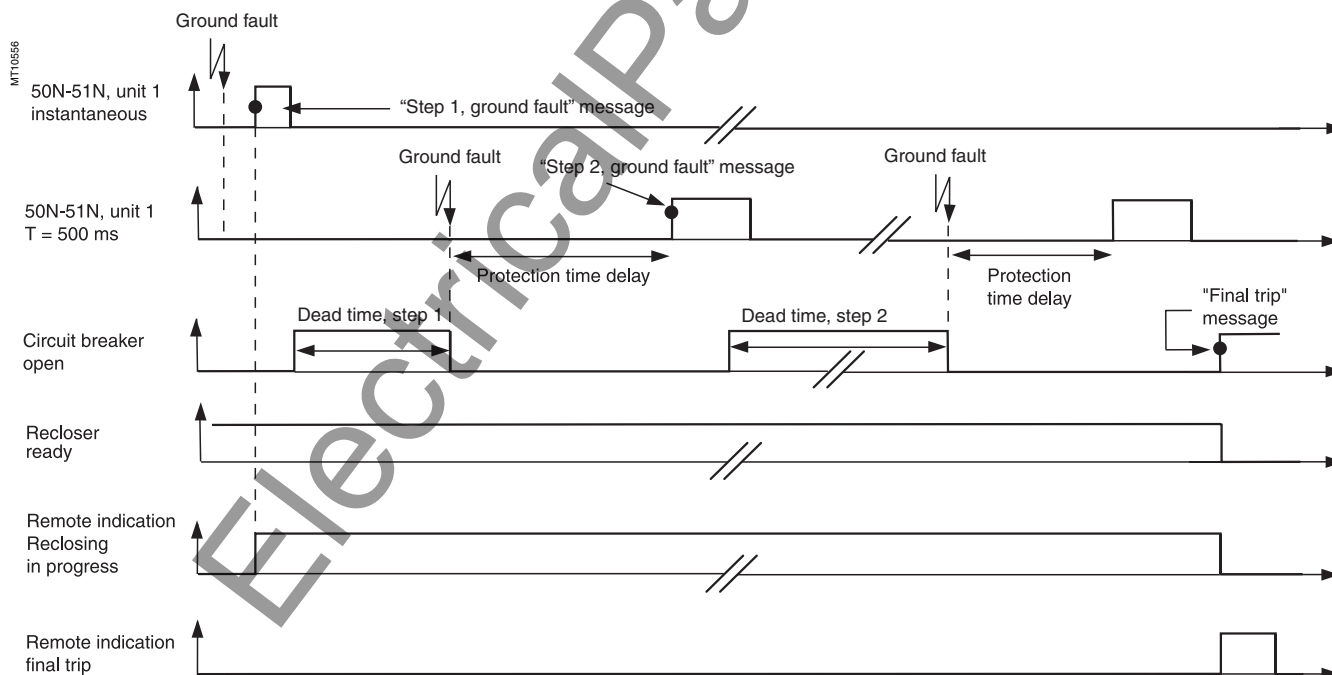 Ground fault
MT10556
50N-51N, unit 1
instantaneous
“Step 1, ground fault” message
Ground fault
“Step 2, ground fault” message
Ground fault
50N-51N, unit 1
T = 500 ms
Protection time delay
Protection
time delay
Dead time, step 1
Dead time, step 2
"Final trip"
message
Circuit breaker
open
Recloser
ready
Remote indication
Reclosing
in progress
Remote indication
final trip
ElectricalPa